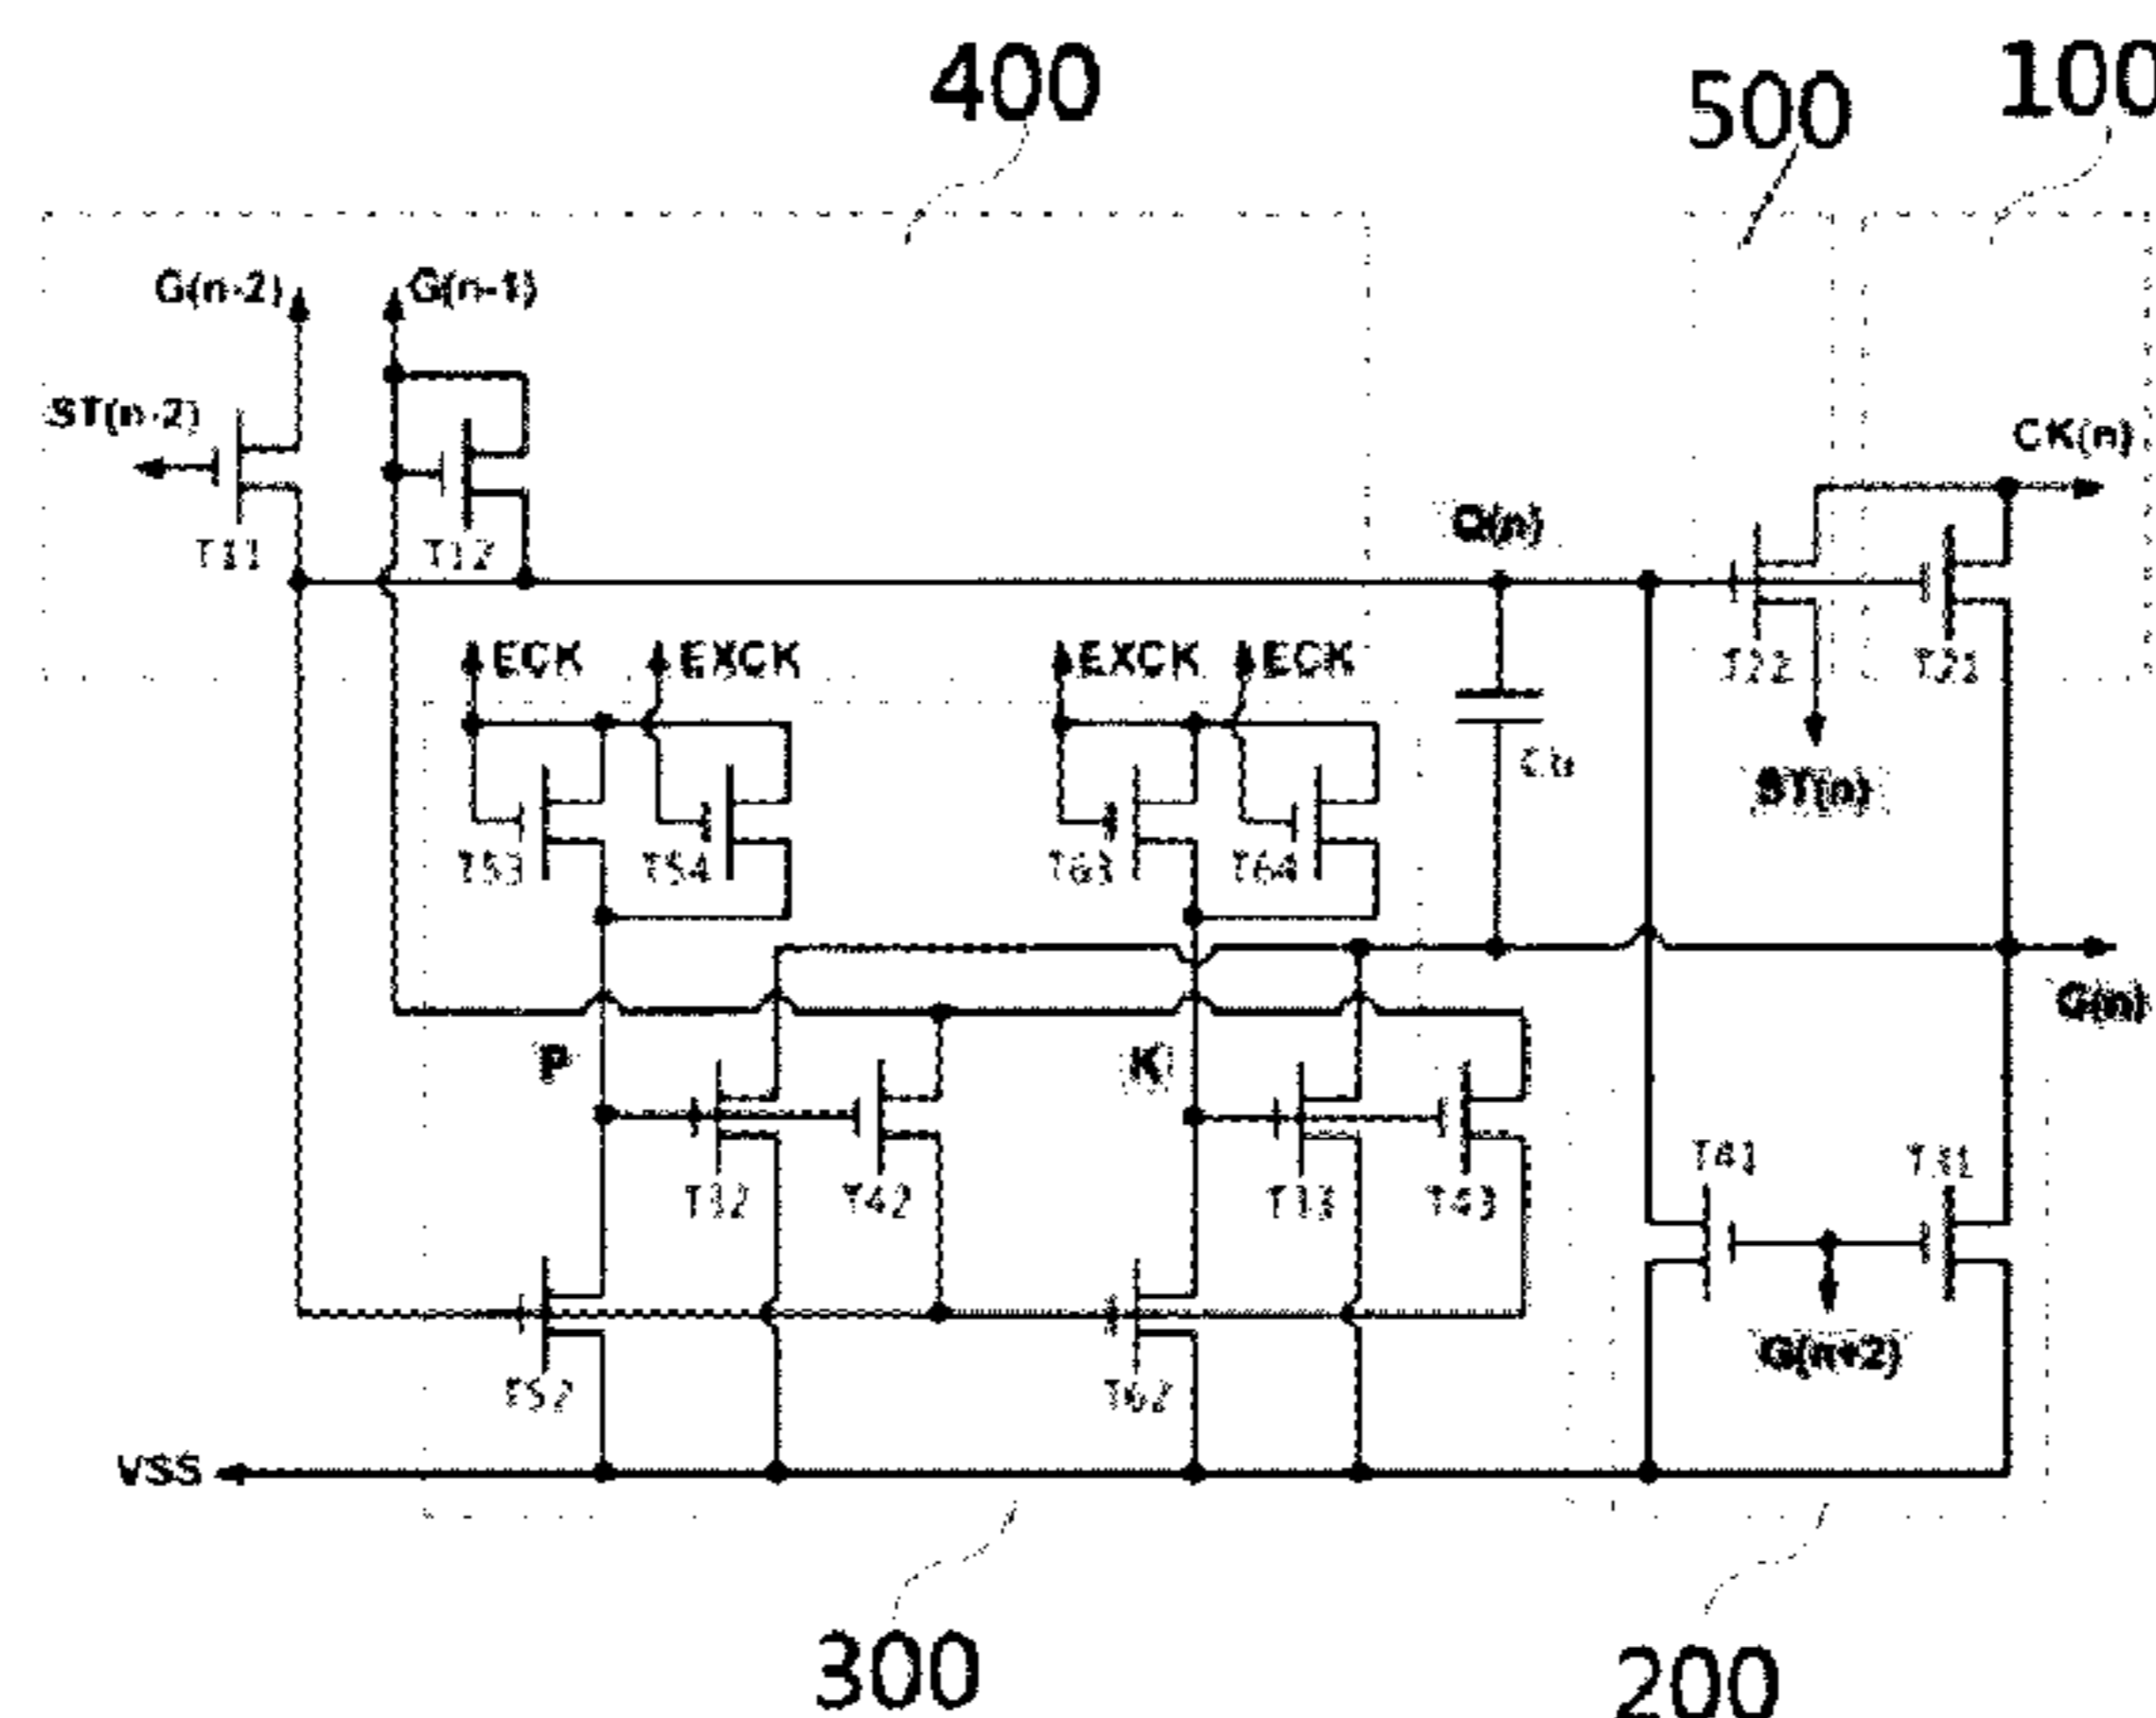 400
500
100
G(n-2)
G(n-1)
ST(n-2)
CK(n)
T11
T12
Q(n)
T22
T21
ECK
EXCK
EXCK
ECK
Cb
ST(n)
T53
T54
T63
T64
G(n)
P
K
T32
T42
T33
T43
T41
T31
G(n+2)
T52
T62
VSS
300
200